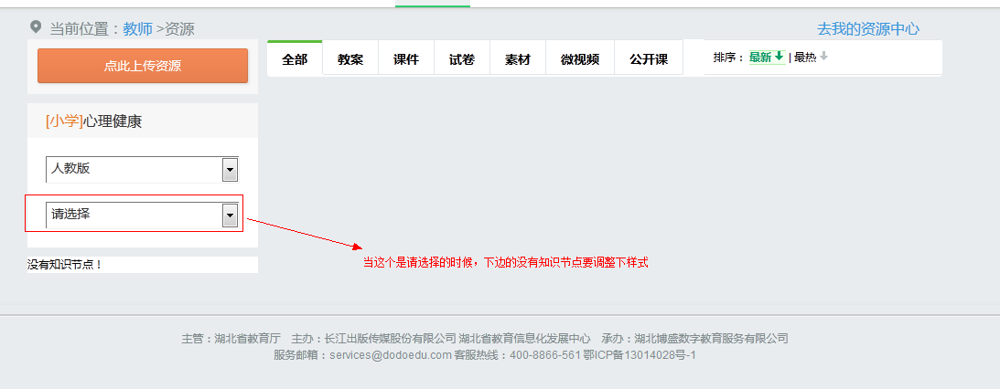 当前位置：教师 >资源
去我的资源中心
点此上传资源
全部 教案 课件 试卷 素材 微视频 公开课
排序： 最新 | 最热
[小学]心理健康
人教版
请选择
当这个是请选择的时候，下边的没有知识节点要调整下样式
没有知识节点！
主管：湖北省教育厅 主办：长江出版传媒股份有限公司 湖北省教育信息化发展中心 承办：湖北博盛数字教育服务有限公司
服务邮箱：services@dodoedu.com 客服热线：400-8866-561 鄂ICP备13014028号-1